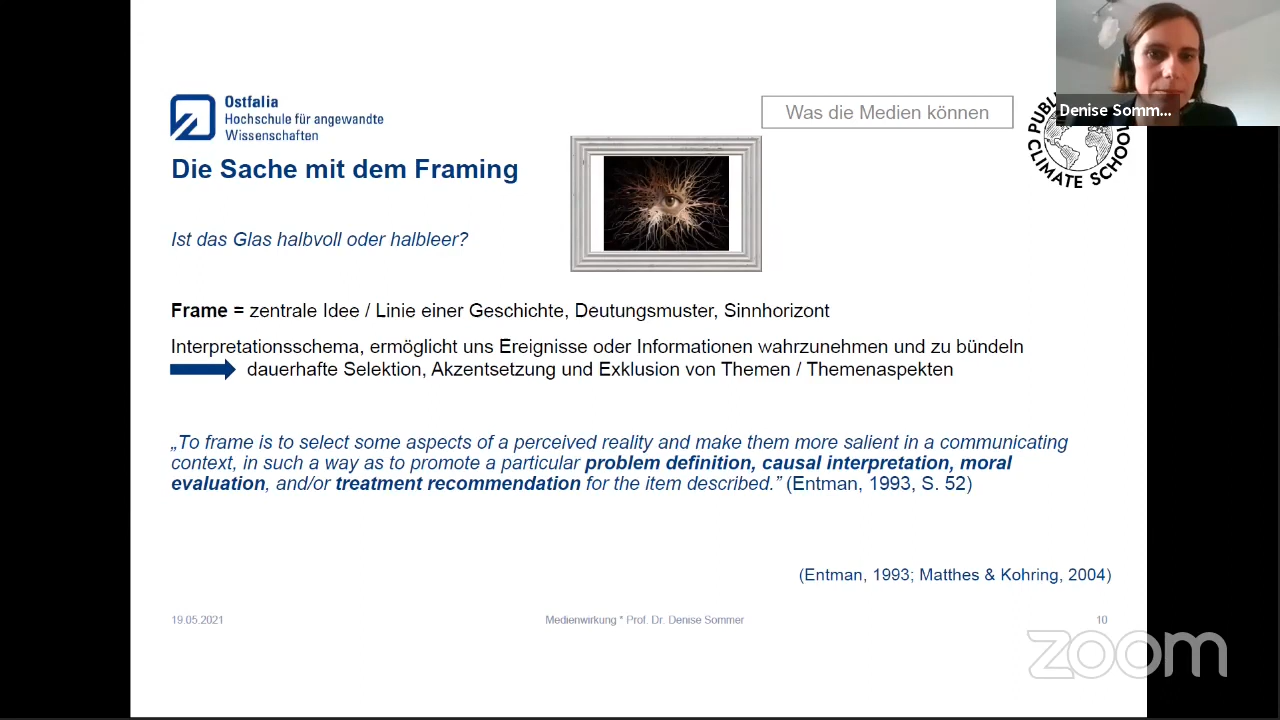 Ostfalia
Hochschule für angewandte
Wissenschaften
Was die Medien können
Denise Somm...
PUBLIC CLIMATE SCHOOL
Die Sache mit dem Framing
Ist das Glas halbvoll oder halbleer?
Frame = zentrale Idee / Linie einer Geschichte, Deutungsmuster, Sinnhorizont
Interpretationsschema, ermöglicht uns Ereignisse oder Informationen wahrzunehmen und zu bündeln
dauerhafte Selektion, Akzentsetzung und Exklusion von Themen / Themenaspekten
„To frame is to select some aspects of a perceived reality and make them more salient in a communicating
context, in such a way as to promote a particular problem definition, causal interpretation, moral
evaluation, and/or treatment recommendation for the item described.” (Entman, 1993, S. 52)
(Entman, 1993; Matthes & Kohring, 2004)
19.05.2021
Medienwirkung * Prof. Dr. Denise Sommer
10
zoom